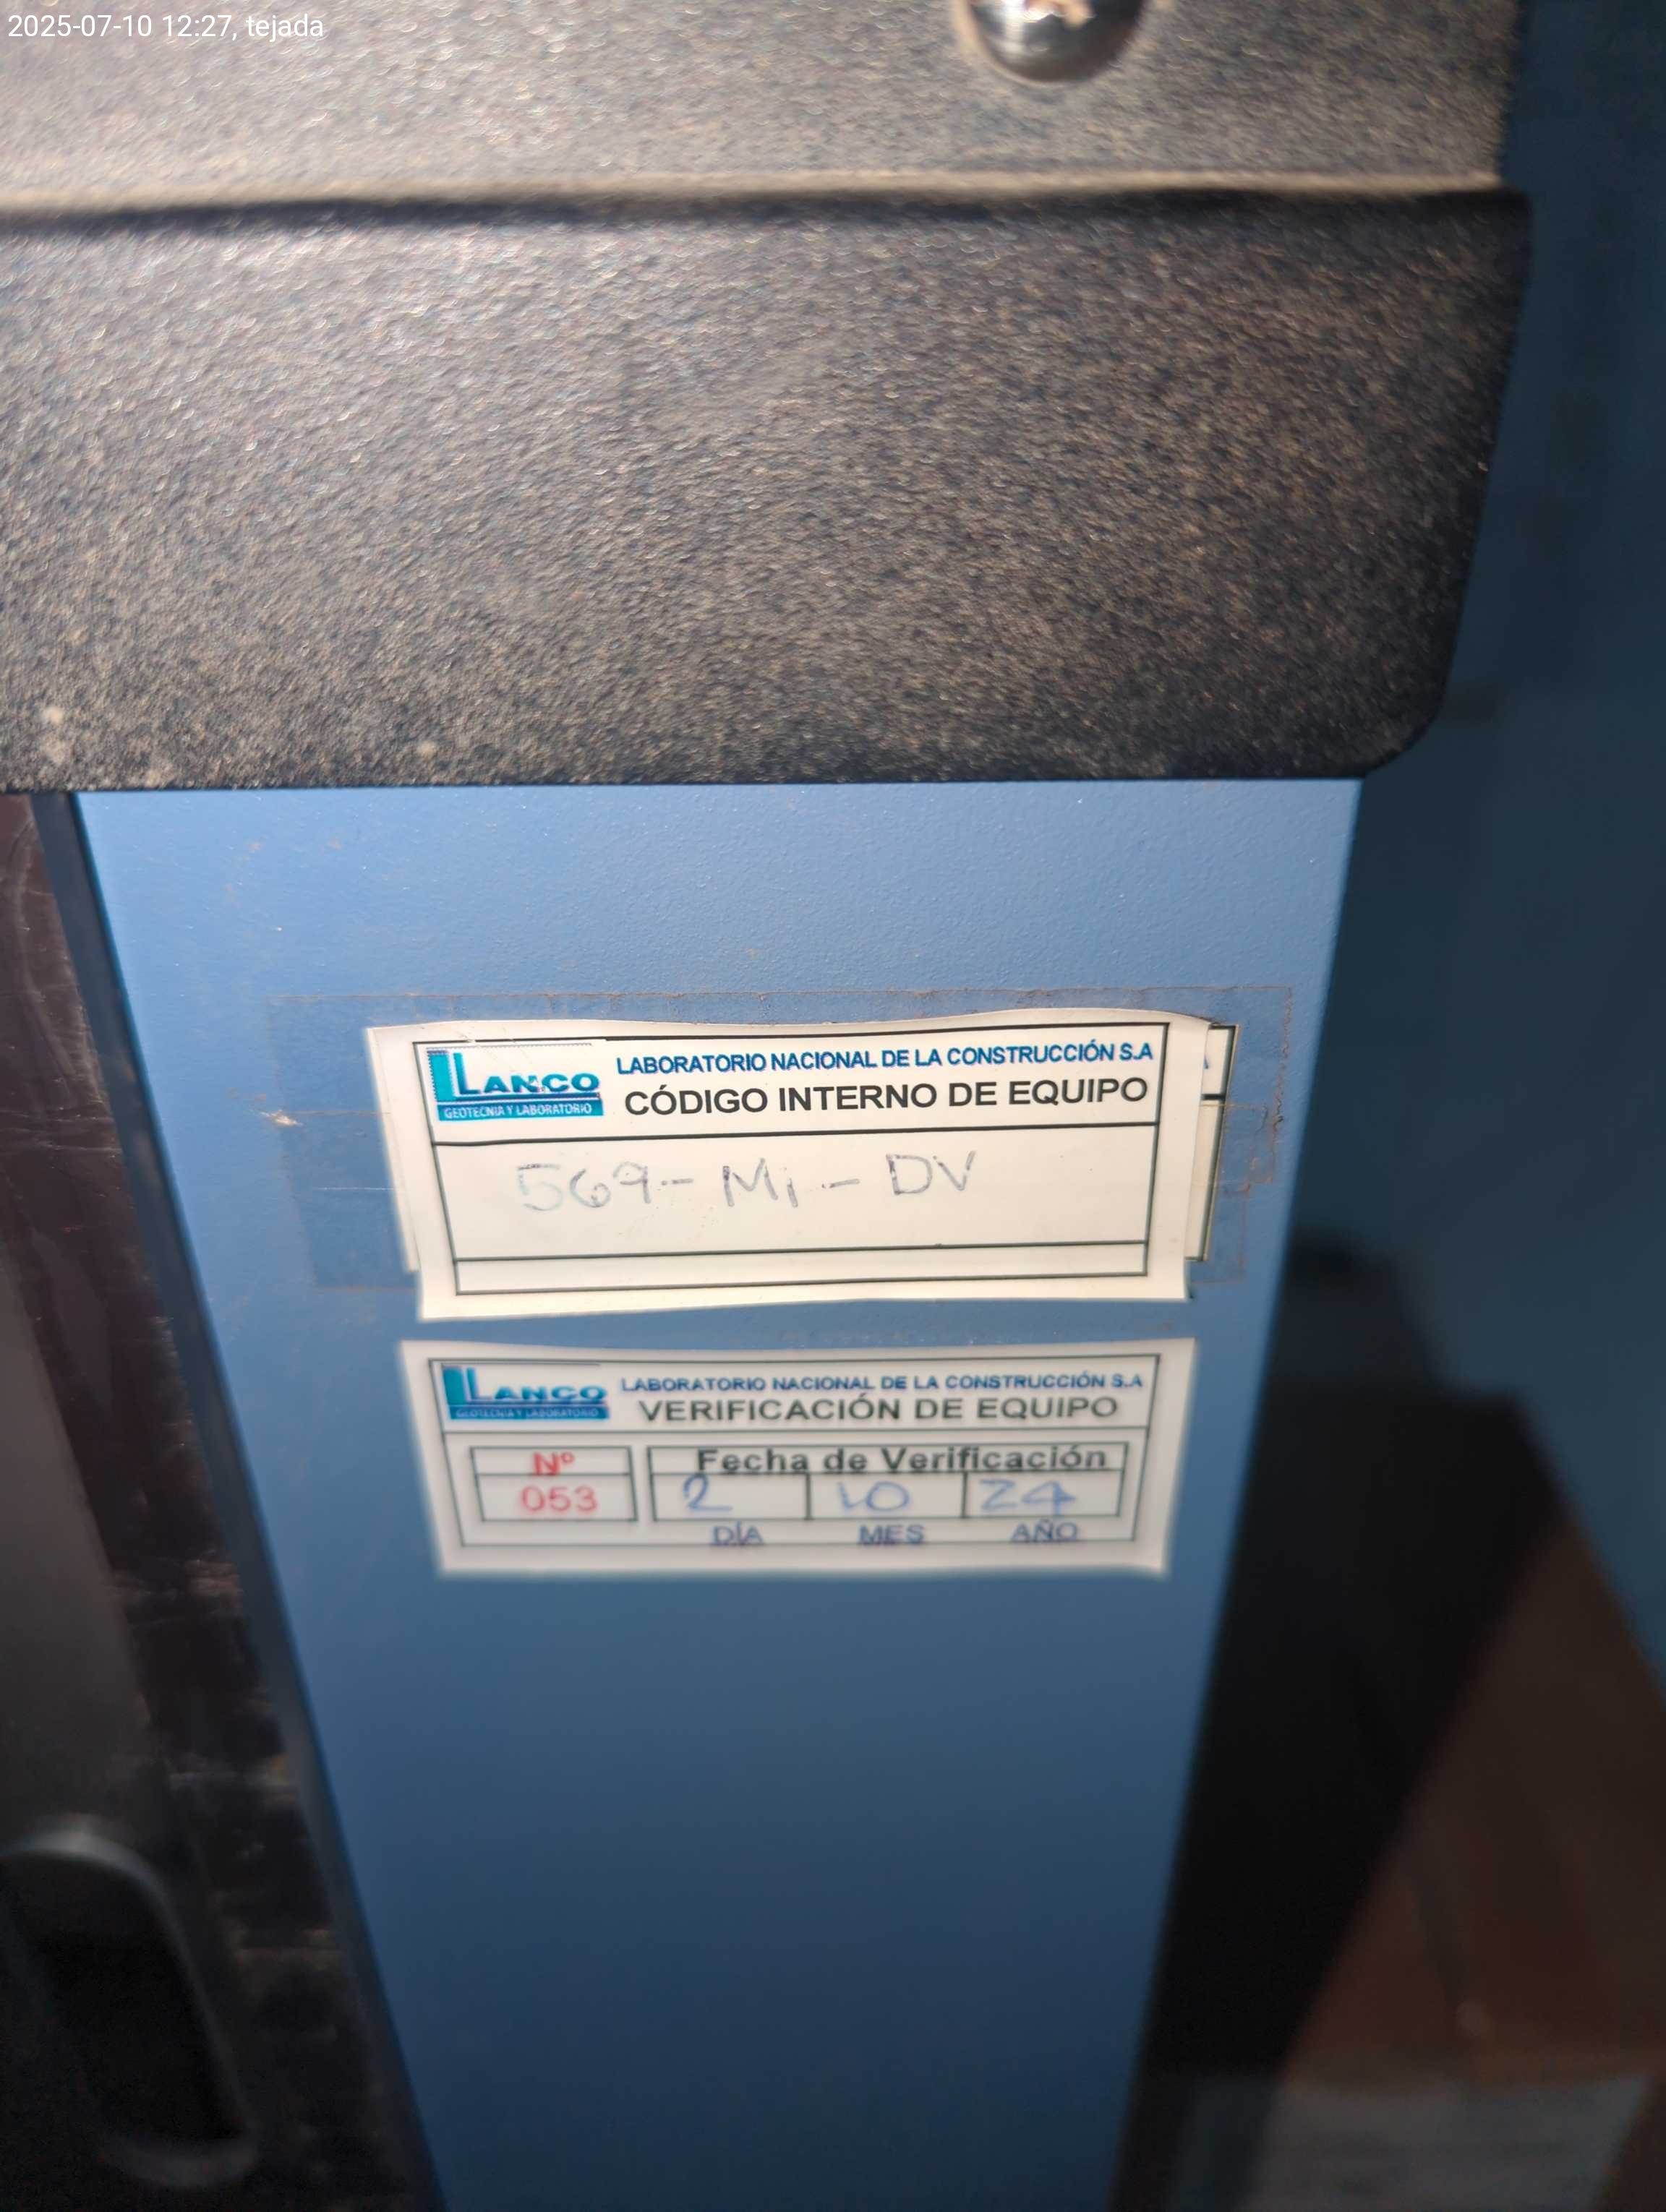 2025-07-10 12:27, tejada
LLANCO
GEOTECNIA Y LABORATORIO
LABORATORIO NACIONAL DE LA CONSTRUCCIÓN S.A
CÓDIGO INTERNO DE EQUIPO
569-Mi-DV
LLANCO
GEOTECNIA Y LABORATORIO
LABORATORIO NACIONAL DE LA CONSTRUCCIÓN S.A
VERIFICACIÓN DE EQUIPO
Nº
053
Fecha de Verificación
2 10 24
DÍA MES AÑO